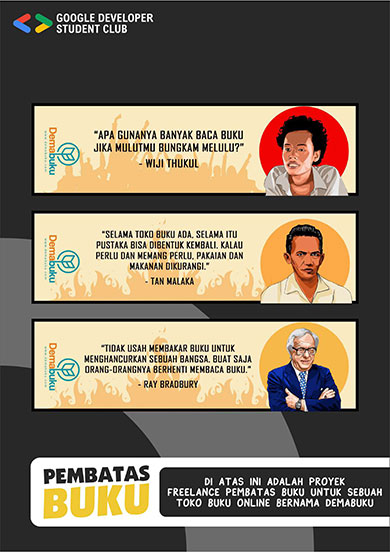 GOOGLE DEVELOPER
STUDENT CLUB
Demabuku
“APA GUNANYA BANYAK BACA BUKU
JIKA MULUTMU BUNGKAM MELULU?”
- WIJI THUKUL
Demabuku
“SELAMA TOKO BUKU ADA, SELAMA ITU
PUSTAKA BISA DIBENTUK KEMBALI. KALAU
PERLU DAN MEMANG PERLU, PAKAIAN DAN
MAKANAN DIKURANGI.”
- TAN MALAKA
Demabuku
“TIDAK USAH MEMBAKAR BUKU UNTUK
MENGHANCURKAN SEBUAH BANGSA. BUAT SAJA
ORANG-ORANGNYA BERHENTI MEMBACA BUKU.”
- RAY BRADBURY
PEMBATAS
BUKU
DI ATAS INI ADALAH PROYEK
FREELANCE PEMBATAS BUKU UNTUK SEBUAH
TOKO BUKU ONLINE BERNAMA DEMABUKU